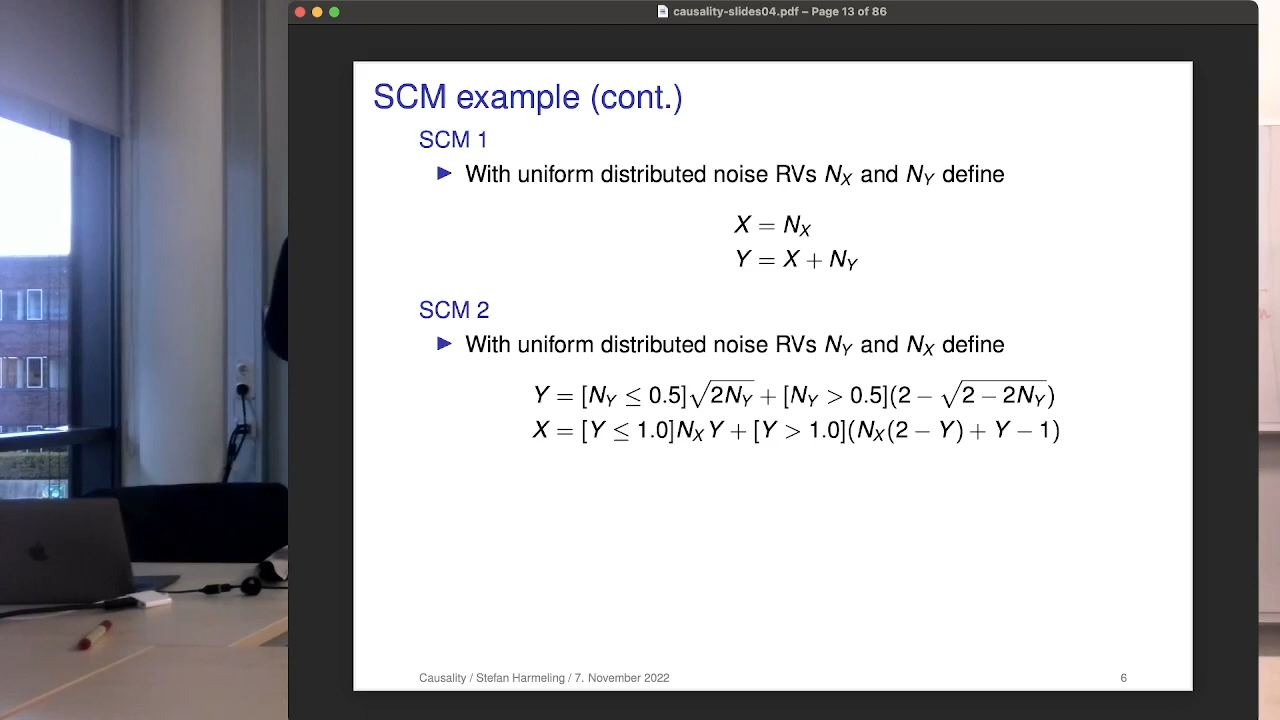 causality-slides04.pdf – Page 13 of 86
SCM example (cont.)
SCM 1
▶ With uniform distributed noise RVs N_X and N_Y define
X = N_X
Y = X + N_Y
SCM 2
▶ With uniform distributed noise RVs N_Y and N_X define
Y = [N_Y ≤ 0.5]√(2N_Y) + [N_Y > 0.5](2 − √(2 − 2N_Y))
X = [Y ≤ 1.0]N_X Y + [Y > 1.0](N_X(2 − Y) + Y − 1)
Causality / Stefan Harmeling / 7. November 2022
6